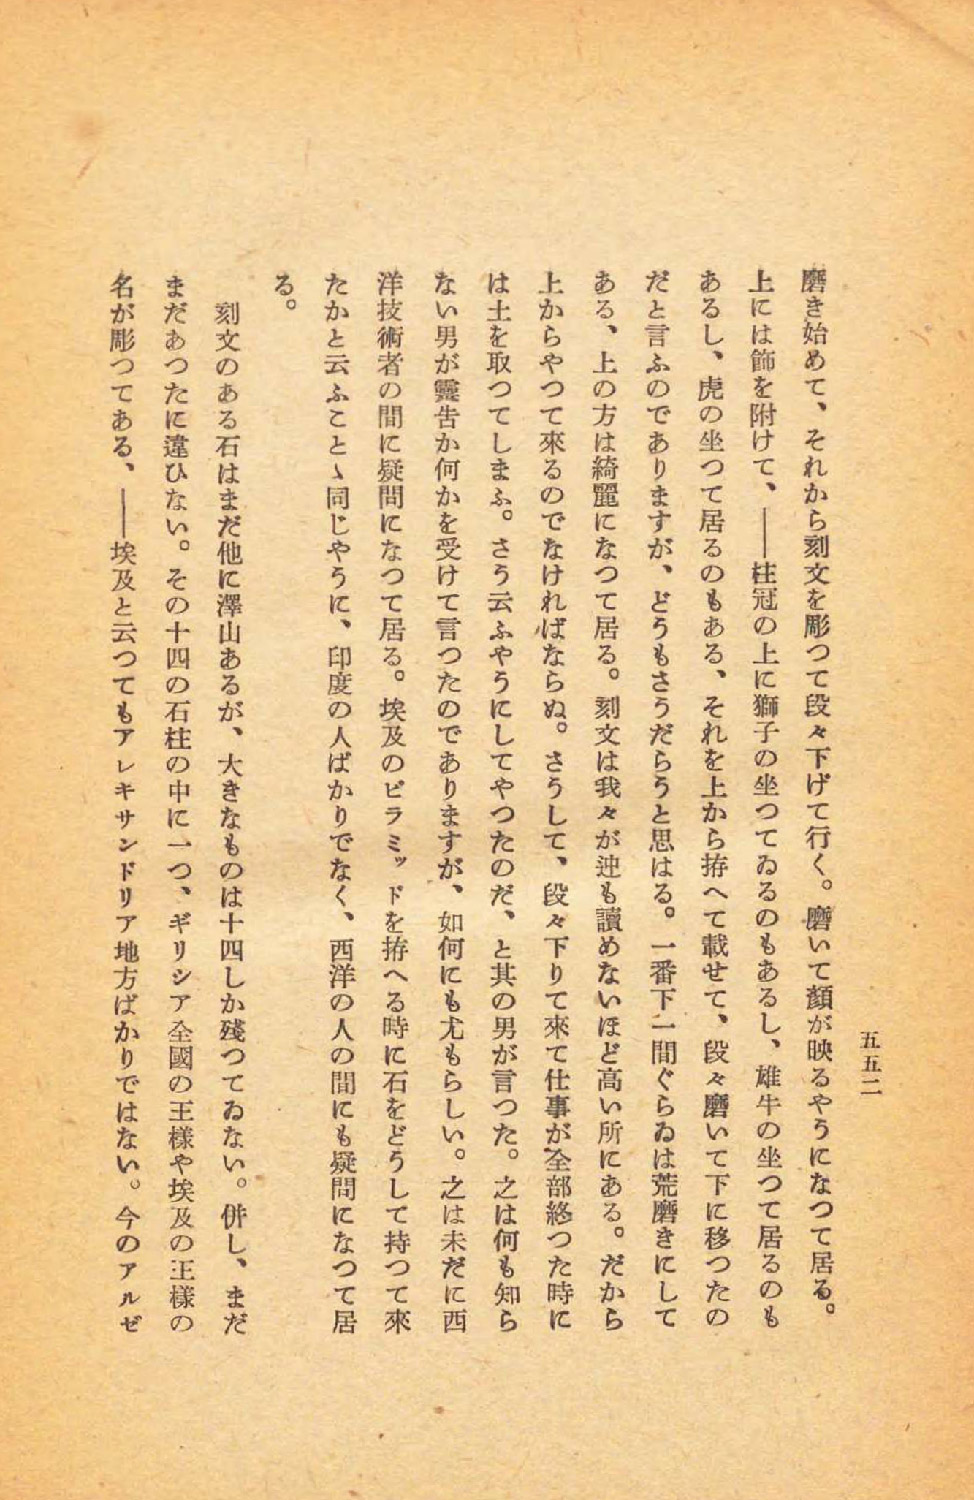 五五二
磨き始めて、それから刻文を彫つて段々下げて行く。磨いて顏が映るやうになつて居る。
上には飾を附けて、――柱冠の上に獅子の坐つてゐるのもあるし、雄牛の坐つて居るのも
あるし、虎の坐つて居るのもある、それを上から拵へて載せて、段々磨いて下に移つたの
だと言ふのでありますが、どうもさうだらうと思はる。一番下一間ぐらゐは荒磨きにして
ある、上の方は綺麗になつて居る。刻文は我々が迚も讀めないほど高い所にある。だから
上からやつて來るのでなければならぬ。さうして、段々下りて來て仕事が全部終つた時に
は土を取つてしまふ。さう云ふやうにしてやつたのだ、と其の男が言つた。之は何も知ら
ない男が靈告か何かを受けて言つたのでありますが、如何にも尤もらしい。之は未だに西
洋技術者の間に疑問になつて居る。埃及のピラミッドを拵へる時に石をどうして持つて來
たかと云ふことゝ同じやうに、印度の人ばかりでなく、西洋の人の間にも疑問になつて居
る。
刻文のある石はまだ他に澤山あるが、大きなものは十四しか殘つてゐない。併し、まだ
まだあつたに違ひない。その十四の石柱の中に一つ、ギリシア全國の王樣や埃及の王樣の
名が彫つてある、――埃及と云つてもアレキサンドリア地方ばかりではない。今のアルゼ